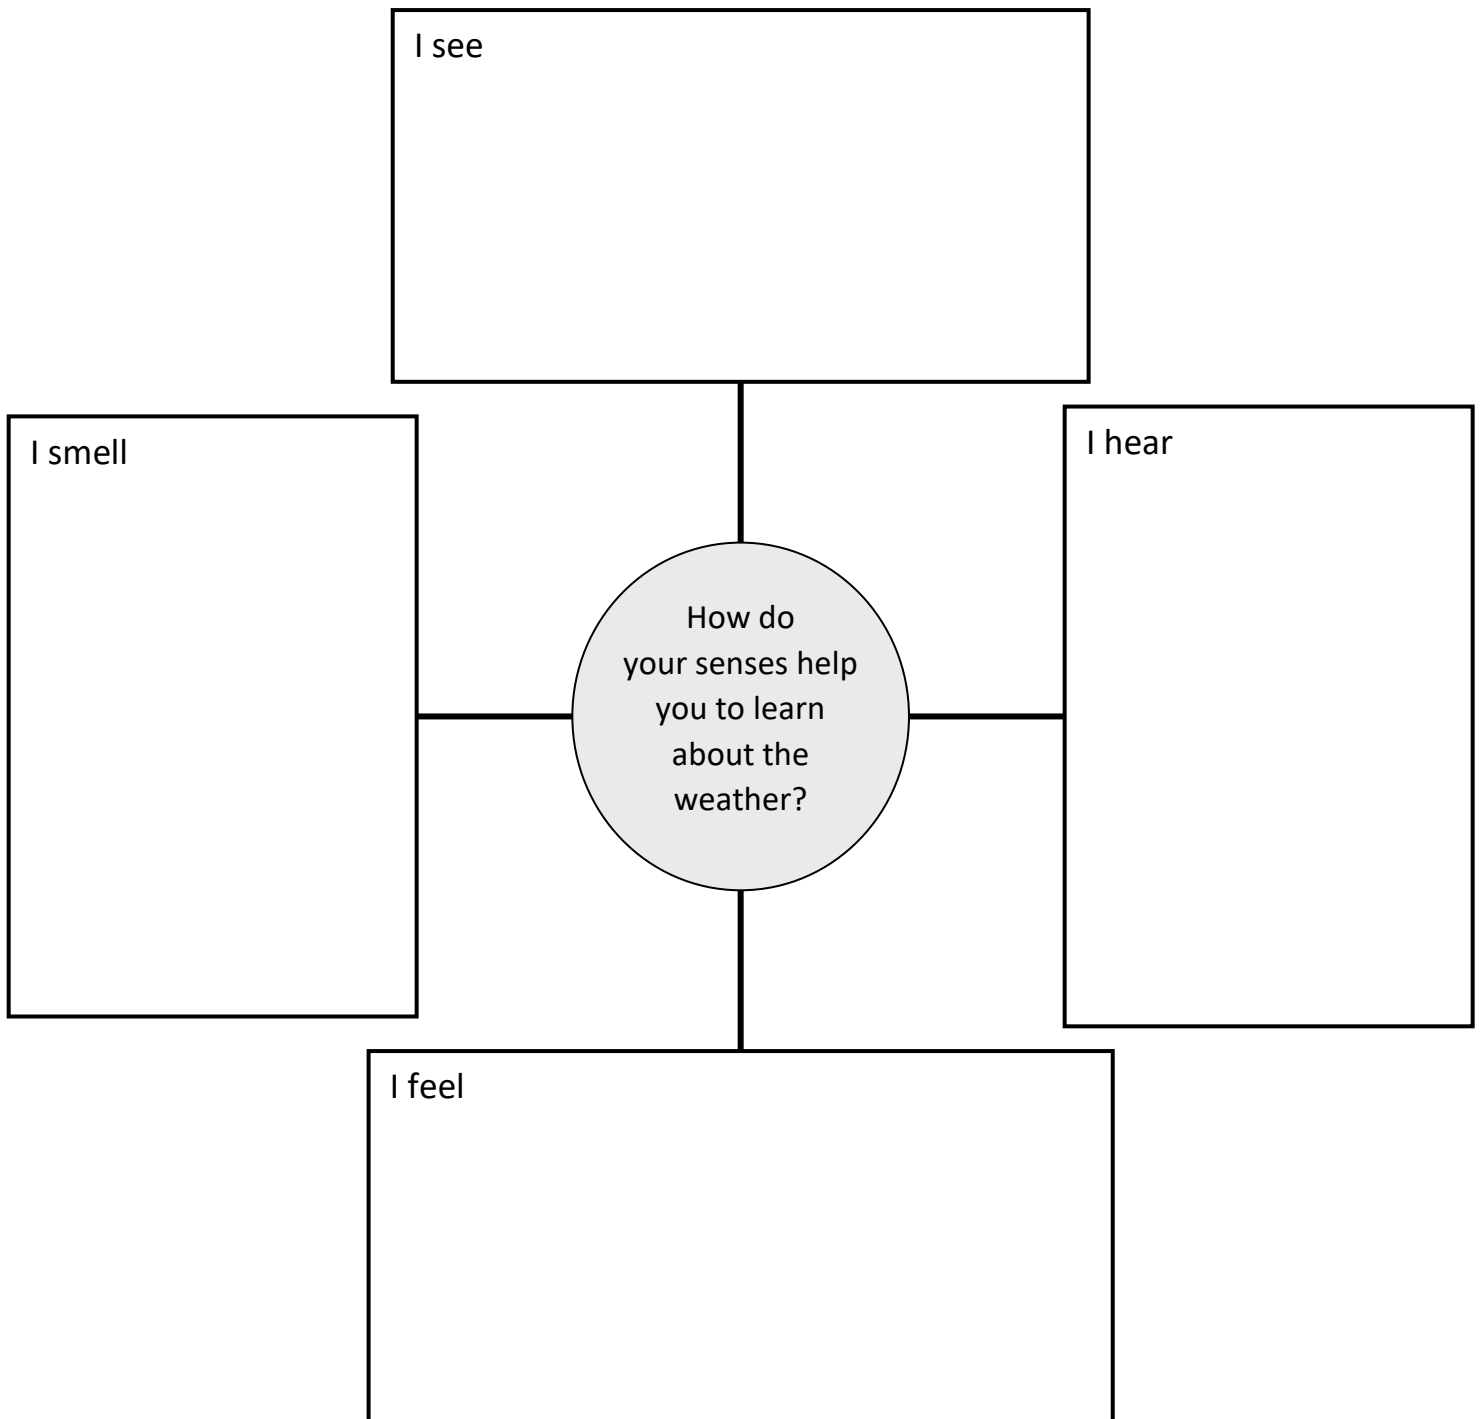 I see
I smell
I hear
How do
your senses help
you to learn
about the
weather?
I feel